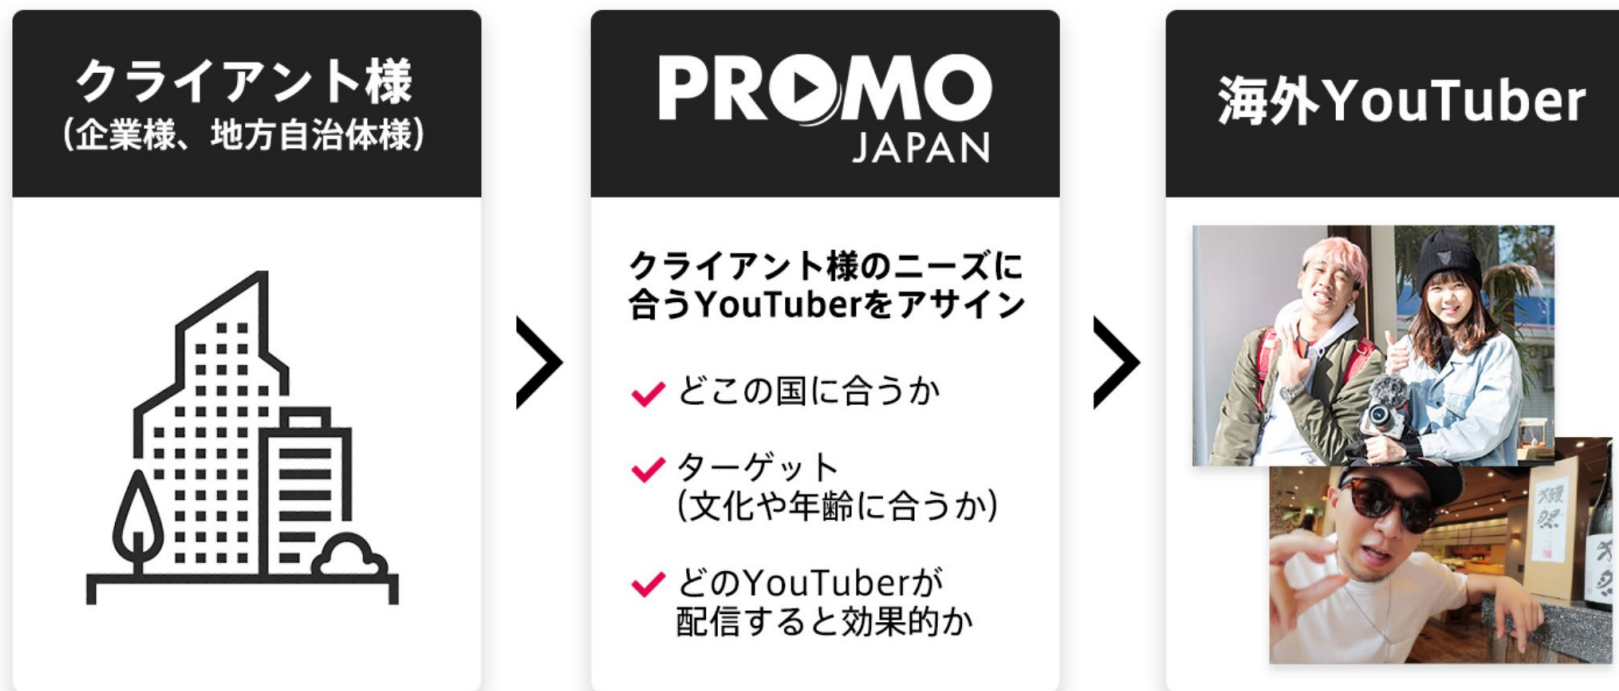 クライアント様
(企業様、地方自治体様)
PROMO
JAPAN
クライアント様のニーズに
合うYouTuberをアサイン
どこの国に合うか
ターゲット
(文化や年齢に合うか)
どのYouTuberが
配信すると効果的か
海外YouTuber